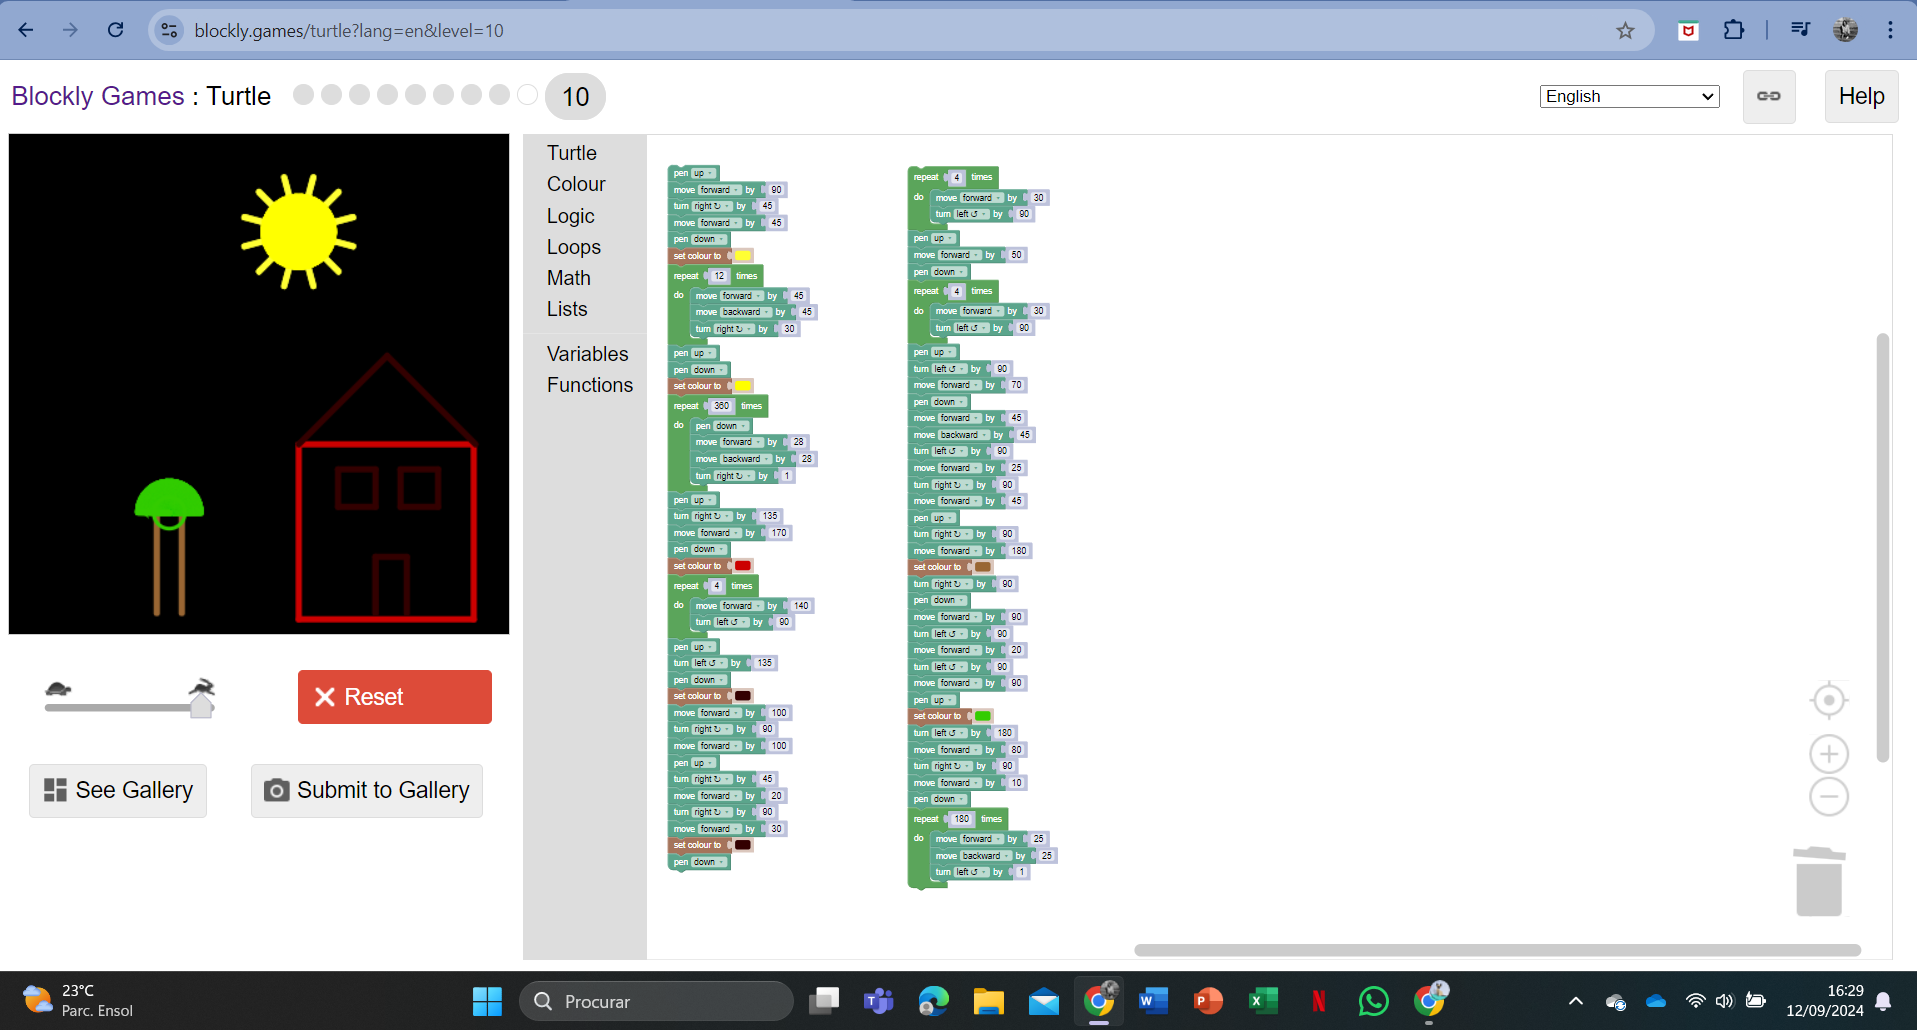 blockly.games/turtle?lang=en&level=10
Blockly Games : Turtle
10
English
Help
Turtle
Colour
Logic
Loops
Math
Lists
Variables
Functions
pen up
move forward by 90
turn right ↻ by 45
move forward by 45
pen down
set colour to
repeat 12 times
do move forward by 45
move backward by 45
turn right ↻ by 30
pen up
pen down
set colour to
repeat 360 times
do pen down
move forward by 28
move backward by 28
turn right ↻ by 1
pen up
turn right ↻ by 135
move forward by 170
pen down
set colour to
repeat 4 times
do move forward by 140
turn left ↺ by 90
pen up
turn left ↺ by 135
pen down
set colour to
move forward by 100
turn right ↻ by 90
move forward by 100
pen up
turn right ↻ by 45
move forward by 20
turn right ↻ by 90
move forward by 30
set colour to
pen down
repeat 4 times
do move forward by 30
turn left ↺ by 90
pen up
move forward by 50
pen down
repeat 4 times
do move forward by 30
turn left ↺ by 90
pen up
turn left ↺ by 90
move forward by 70
pen down
move forward by 45
move backward by 45
turn left ↺ by 90
move forward by 25
turn right ↻ by 90
move forward by 45
pen up
turn right ↻ by 90
move forward by 180
set colour to
turn right ↻ by 90
pen down
move forward by 90
turn left ↺ by 90
move forward by 20
turn left ↺ by 90
move forward by 90
pen up
set colour to
turn left ↺ by 180
move forward by 80
turn right ↻ by 90
move forward by 10
pen down
repeat 180 times
do move forward by 25
move backward by 25
turn left ↺ by 1
Reset
See Gallery
Submit to Gallery
23°C
Parc. Ensol
Procurar
16:29
12/09/2024